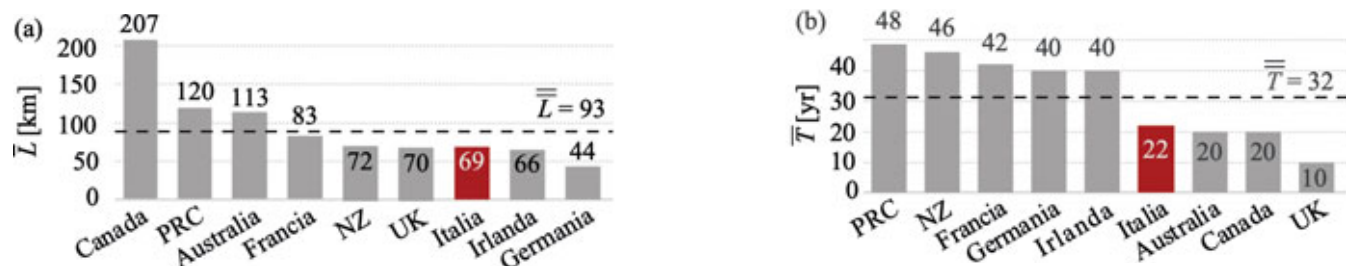 (a)
207
200
150
100
50
0
L̅ [km]
120
113
83
72
70
69
66
44
L̿ = 93
Canada
PRC
Australia
Francia
NZ
UK
Italia
Irlanda
Germania
(b)
48
46
42
40
40
22
20
20
10
40
30
20
10
0
T̅ [yr]
T̿ = 32
PRC
NZ
Francia
Germania
Irlanda
Italia
Australia
Canada
UK